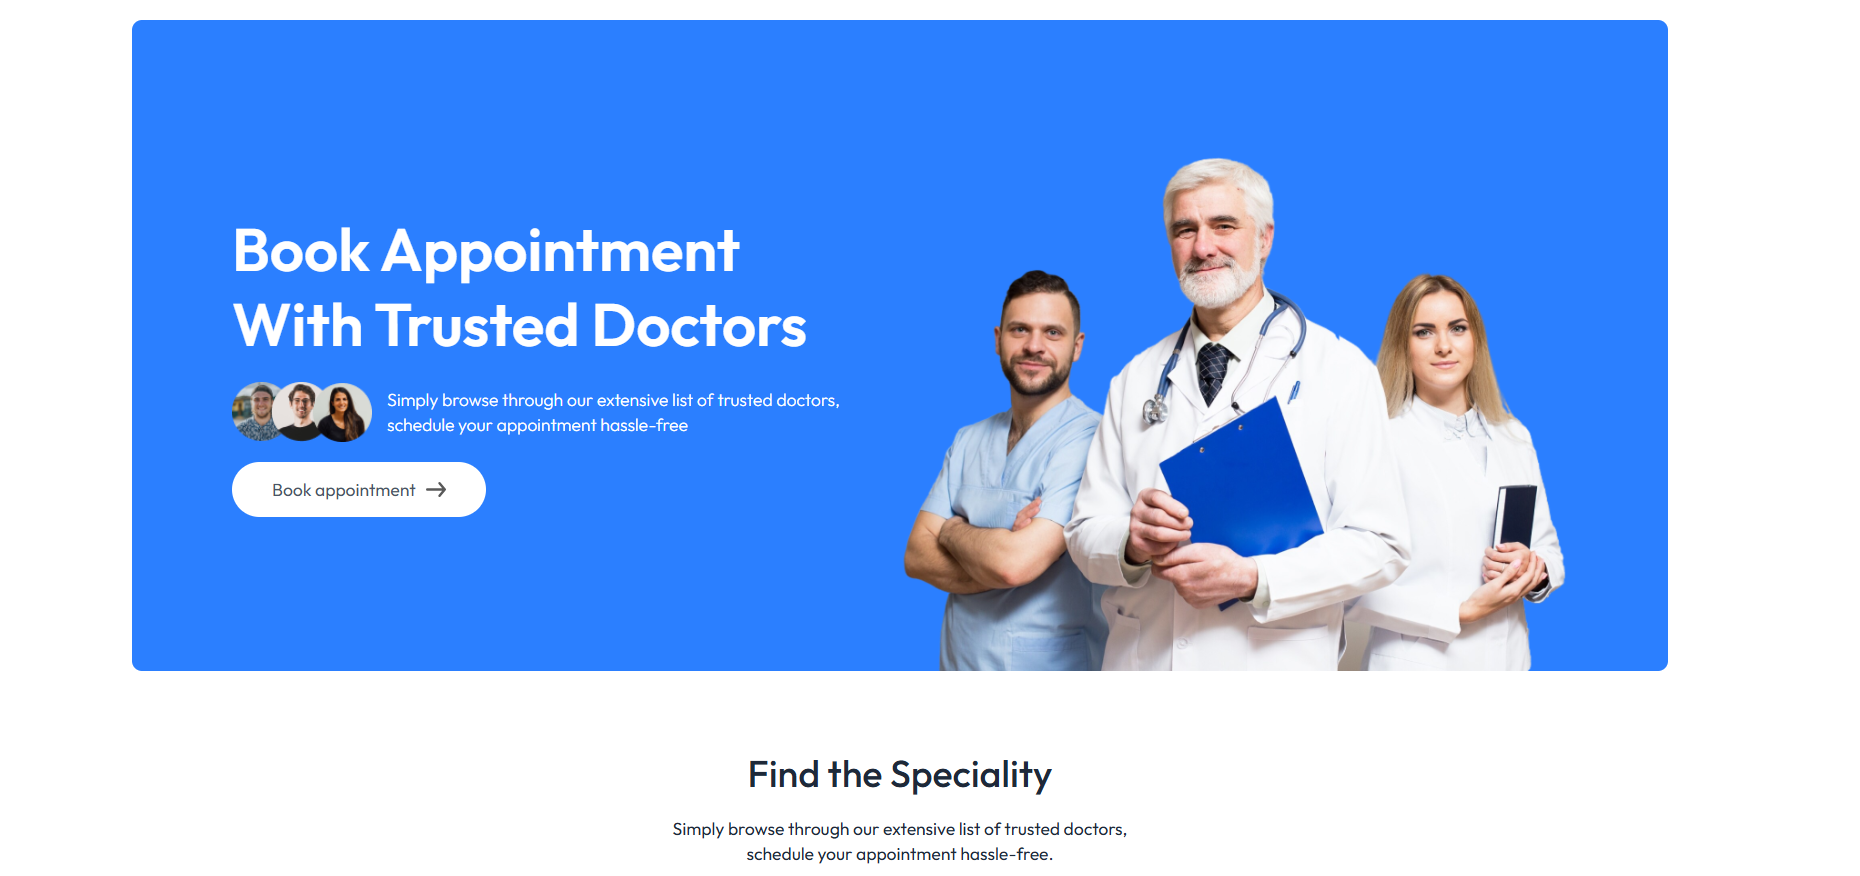 Book Appointment
With Trusted Doctors
Simply browse through our extensive list of trusted doctors,
schedule your appointment hassle-free
Book appointment
Find the Speciality
Simply browse through our extensive list of trusted doctors,
schedule your appointment hassle-free.